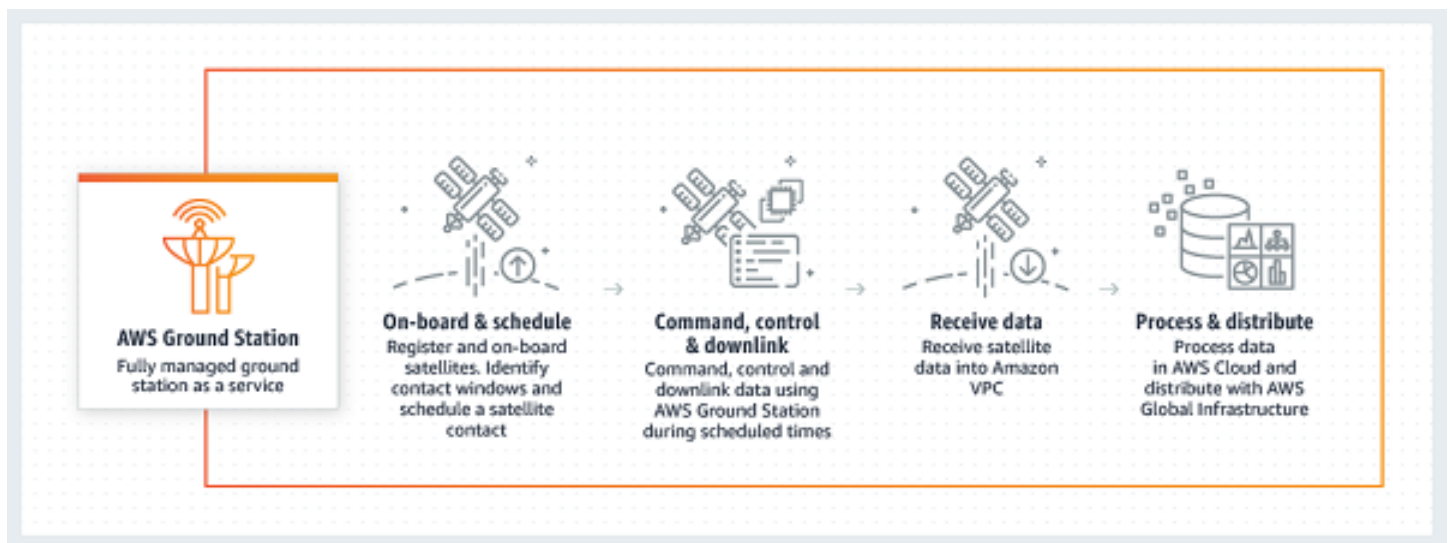 AWS Ground Station
Fully managed ground
station as a service
On-board & schedule
Register and on-board
satellites. Identify
contact windows and
schedule a satellite
contact
Command, control
& downlink
Command, control and
downlink data using
AWS Ground Station
during scheduled times
Receive data
Receive satellite
data into Amazon
VPC
Process & distribute
Process data
in AWS Cloud and
distribute with AWS
Global Infrastructure